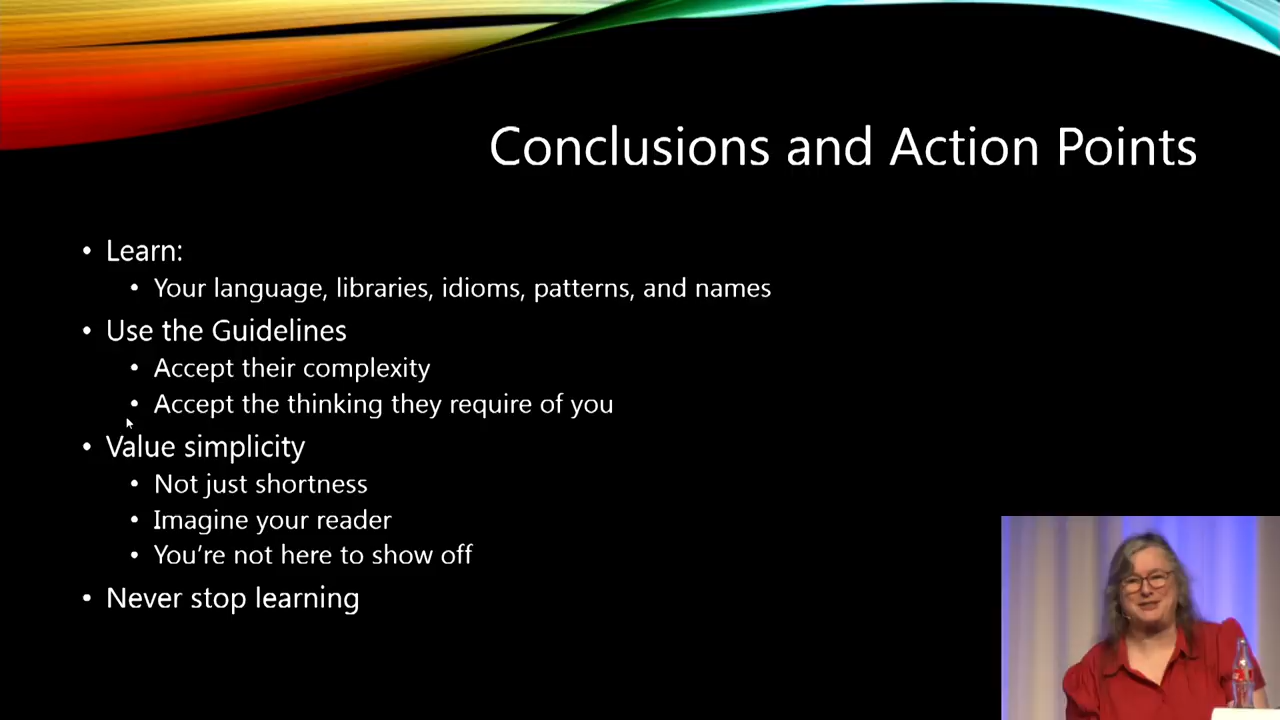 Conclusions and Action Points
• Learn:
• Your language, libraries, idioms, patterns, and names
• Use the Guidelines
• Accept their complexity
• Accept the thinking they require of you
• Value simplicity
• Not just shortness
• Imagine your reader
• You're not here to show off
• Never stop learning